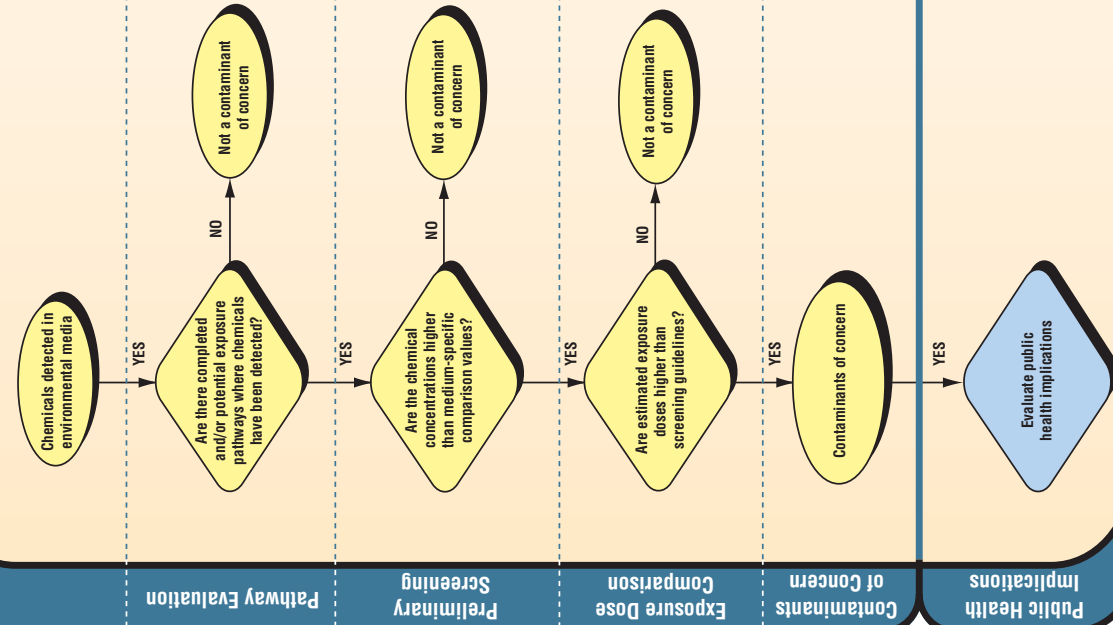 Chemicals detected in
environmental media
YES
Pathway Evaluation
Are there completed
and/or potential exposure
pathways where chemicals
have been detected?
NO
Not a contaminant
of concern
YES
Preliminary
Screening
Are the chemical
concentrations higher
than medium-specific
comparison values?
NO
Not a contaminant
of concern
YES
Exposure Dose
Comparison
Are estimated exposure
doses higher than
screening guidelines?
NO
Not a contaminant
of concern
YES
Contaminants
of Concern
Contaminants of concern
YES
Public Health
Implications
Evaluate public
health implications